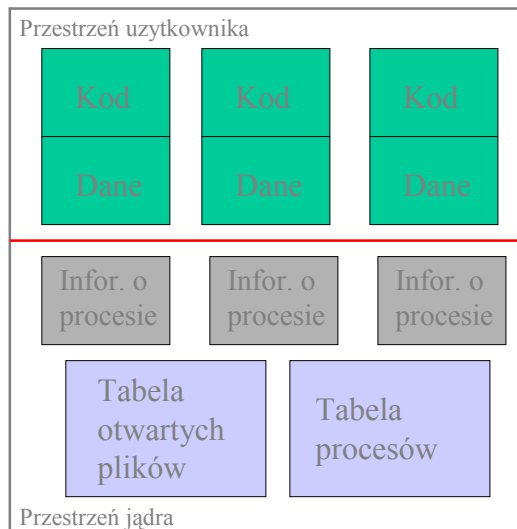 Przestrzeń uzytkownika
Kod Kod Kod
Dane Dane Dane
Infor. o Infor. o Infor. o
procesie procesie procesie
Tabela
otwartych
plików
Tabela
procesów
Przestrzeń jądra